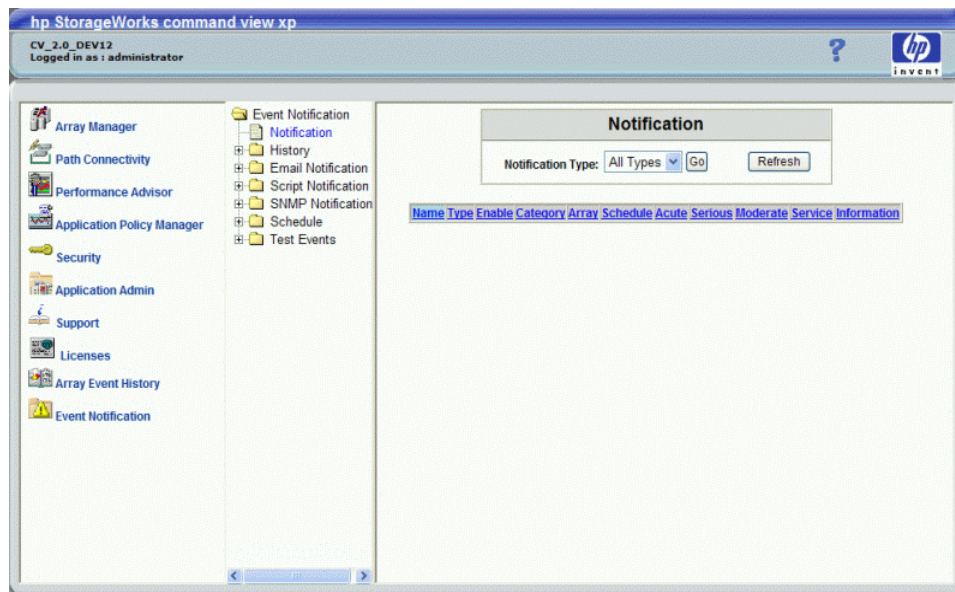 hp StorageWorks command view xp
CV_2.0_DEV12
Logged in as : administrator
?
hp
invent
Array Manager
Path Connectivity
Performance Advisor
Application Policy Manager
Security
Application Admin
Support
Licenses
Array Event History
Event Notification
Event Notification
Notification
History
Email Notification
Script Notification
SNMP Notification
Schedule
Test Events
Notification
Notification Type: All Types Go Refresh
Name Type Enable Category Array Schedule Acute Serious Moderate Service Information